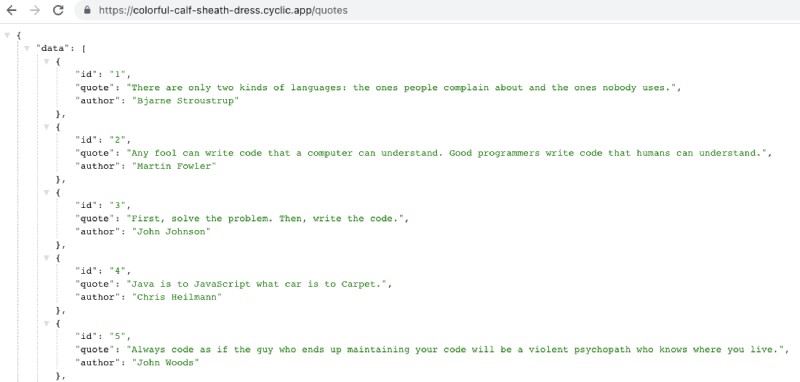 https://colorful-calf-sheath-dress.cyclic.app/quotes
{
"data": [
{
"id": "1",
"quote": "There are only two kinds of languages: the ones people complain about and the ones nobody uses.",
"author": "Bjarne Stroustrup"
},
{
"id": "2",
"quote": "Any fool can write code that a computer can understand. Good programmers write code that humans can understand.",
"author": "Martin Fowler"
},
{
"id": "3",
"quote": "First, solve the problem. Then, write the code.",
"author": "John Johnson"
},
{
"id": "4",
"quote": "Java is to JavaScript what car is to Carpet.",
"author": "Chris Heilmann"
},
{
"id": "5",
"quote": "Always code as if the guy who ends up maintaining your code will be a violent psychopath who knows where you live.",
"author": "John Woods"
},